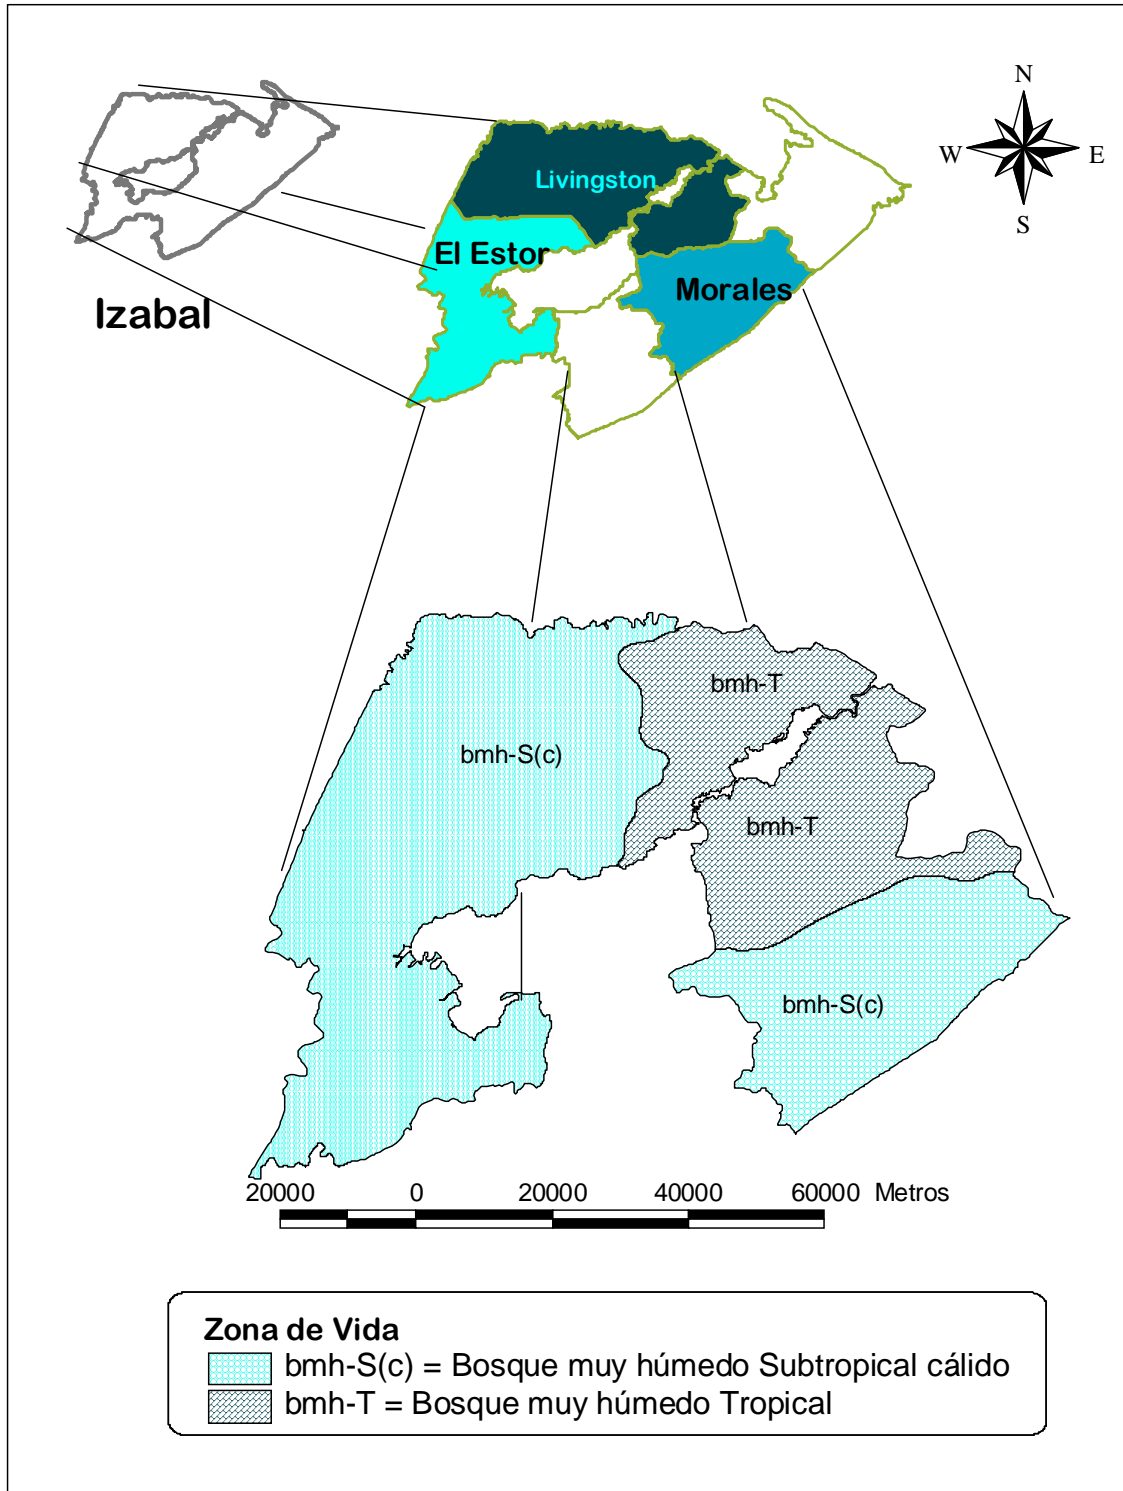 N
W
E
S
Livingston
El Estor
Morales
Izabal
bmh-T
bmh-S(c)
bmh-T
bmh-S(c)
20000 0 20000 40000 60000 Metros
Zona de Vida
bmh-S(c) = Bosque muy húmedo Subtropical cálido
bmh-T = Bosque muy húmedo Tropical